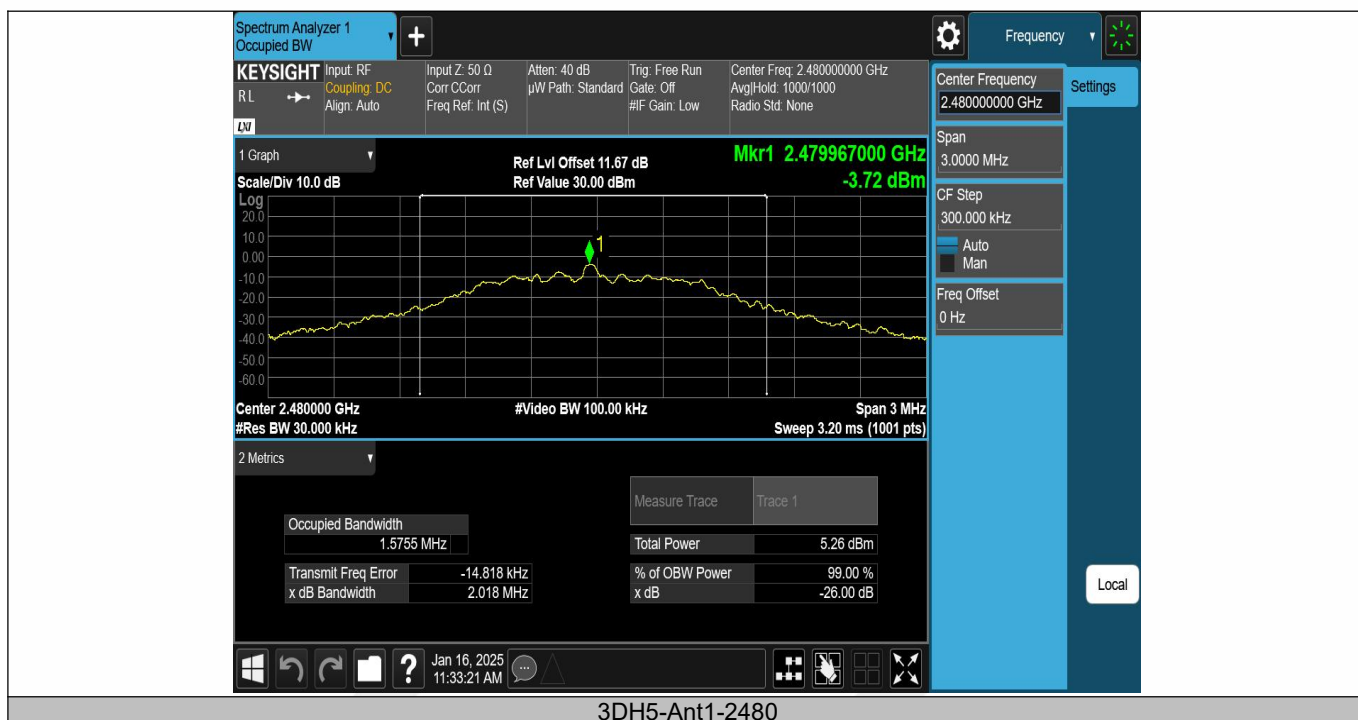 Spectrum Analyzer 1
Occupied BW
+
Frequency
KEYSIGHT
RL
LXI
Input: RF
Coupling: DC
Align: Auto
Input Z: 50 Ω
Corr CCorr
Freq Ref: Int (S)
Atten: 40 dB
µW Path: Standard
Trig: Free Run
Gate: Off
#IF Gain: Low
Center Freq: 2.480000000 GHz
Avg|Hold: 1000/1000
Radio Std: None
Center Frequency
2.480000000 GHz
Settings
Span
3.0000 MHz
CF Step
300.000 kHz
Auto
Man
Freq Offset
0 Hz
Local
1 Graph
Ref Lvl Offset 11.67 dB
Mkr1 2.479967000 GHz
Scale/Div 10.0 dB
Ref Value 30.00 dBm
-3.72 dBm
Log
20.0
10.0
0.00
-10.0
-20.0
-30.0
-40.0
-50.0
-60.0
1
Center 2.480000 GHz
#Video BW 100.00 kHz
Span 3 MHz
#Res BW 30.000 kHz
Sweep 3.20 ms (1001 pts)
2 Metrics
Measure Trace
Trace 1
Occupied Bandwidth
1.5755 MHz
Total Power
5.26 dBm
Transmit Freq Error
-14.818 kHz
% of OBW Power
99.00 %
x dB Bandwidth
2.018 MHz
x dB
-26.00 dB
?
Jan 16, 2025
11:33:21 AM
3DH5-Ant1-2480